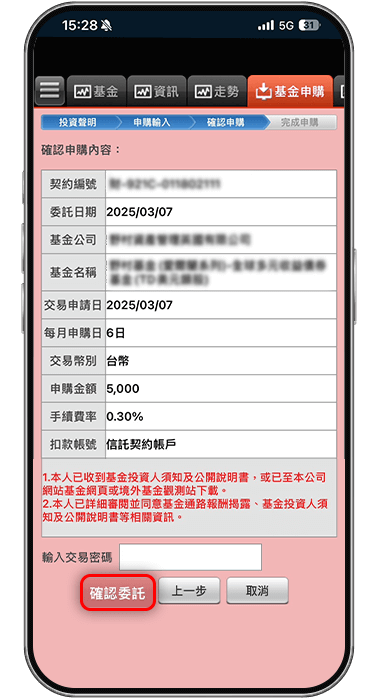 15:28
5G
31
基金
資訊
走勢
基金申購
投資聲明
申購輸入
確認申購
完成申購
確認申購內容：
契約編號
委託日期 2025/03/07
基金公司
基金名稱
交易申請日 2025/03/07
每月申購日 6日
交易幣別 台幣
申購金額 5,000
手續費率 0.30%
扣款帳號 信託契約帳戶
1.本人已收到基金投資人須知及公開說明書，或已至本公司
網站基金網頁或境外基金觀測站下載。
2.本人已詳細審閱並同意基金通路報酬揭露、基金投資人須
知及公開說明書等相關資訊。
輸入交易密碼
確認委託
上一步
取消